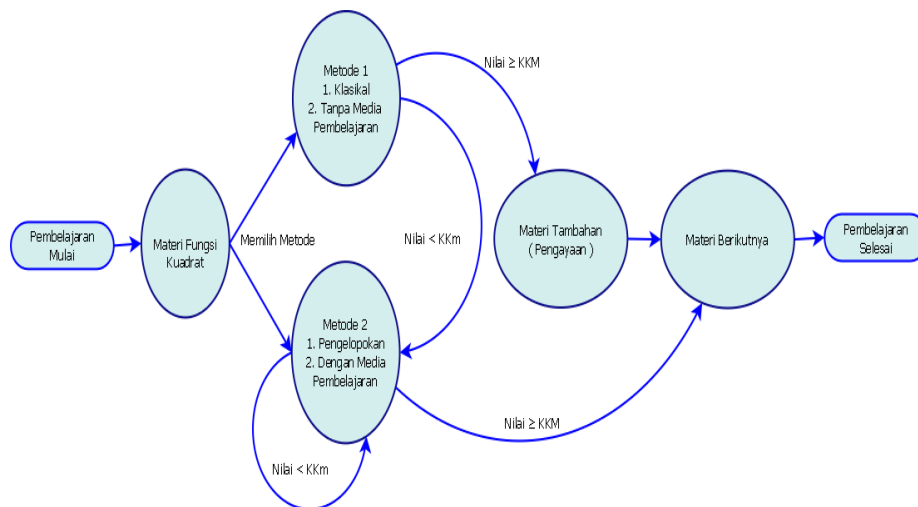 Pembelajaran
Mulai
Materi Fungsi
Kuadrat
Memilih Metode
Metode 1
1. Klasikal
2. Tanpa Media
Pembelajaran
Nilai ≥ KKM
Nilai < KKm
Metode 2
1. Pengelopokan
2. Dengan Media
Pembelajaran
Nilai < KKm
Nilai ≥ KKM
Materi Tambahan
( Pengayaan )
Materi Berikutnya
Pembelajaran
Selesai